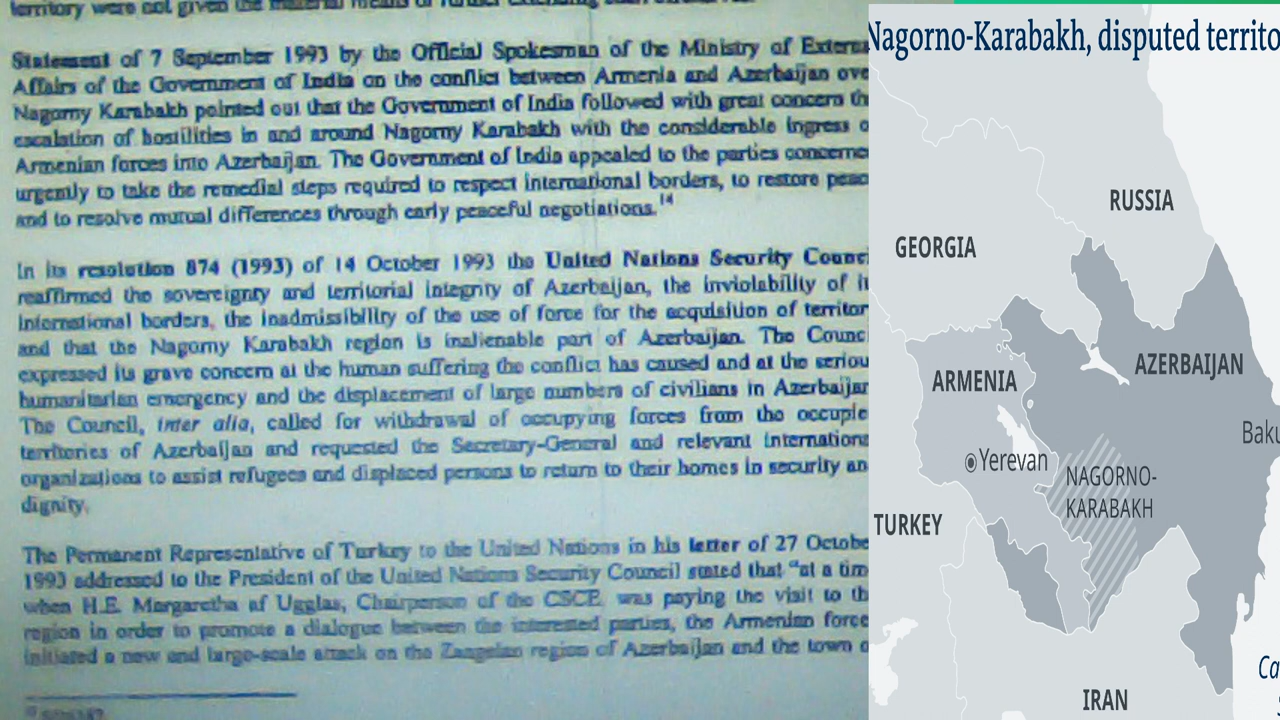 territory were not given the material means of further extending such
Statement of 7 September 1993 by the Official Spokesman of the Ministry of Externa
Affairs of the Government of India on the conflict between Armenia and Azerbaijan ove
Nagorny Karabakh pointed out that the Government of India followed with great concern th
escalation of hostilities in and around Nagorny Karabakh with the considerable ingress o
Armenian forces into Azerbaijan. The Government of India appealed to the parties concerne
urgently to take the remedial steps required to respect international borders, to restore peac
and to resolve mutual differences through early peaceful negotiations.14
In its resolution 874 (1993) of 14 October 1993 the United Nations Security Counci
reaffirmed the sovereignty and territorial integrity of Azerbaijan, the inviolability of it
international borders, the inadmissibility of the use of force for the acquisition of territor
and that the Nagorny Karabakh region is inalienable part of Azerbaijan. The Counc
expressed its grave concern at the human suffering the conflict has caused and at the seriou
humanitarian emergency and the displacement of large numbers of civilians in Azerbaijan
The Council, inter alia, called for withdrawal of occupying forces from the occupie
territories of Azerbaijan and requested the Secretary-General and relevant internationa
organizations to assist refugees and displaced persons to return to their homes in security an
dignity.
The Permanent Representative of Turkey to the United Nations in his letter of 27 Octobe
1993 addressed to the President of the United Nations Security Council stated that "at a tim
when H.E. Margaretha af Ugglas, Chairperson of the CSCE, was paying the visit to th
region in order to promote a dialogue between the interested parties, the Armenian force
initiated a new and large-scale attack on the Zangelan region of Azerbaijan and the town o
Nagorno-Karabakh, disputed territo
RUSSIA
GEORGIA
AZERBAIJAN
ARMENIA
Baku
Yerevan
NAGORNO-
KARABAKH
TURKEY
Ca
S
IRAN